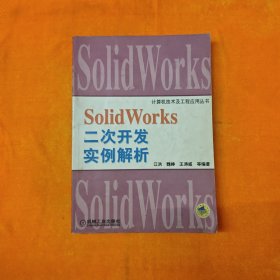 SolidWorks
计算机技术及工程应用丛书
SolidWorks
二次开发
实例解析
江洪 魏峥 王涛威 等编著
SolidWorks
机械工业出版社